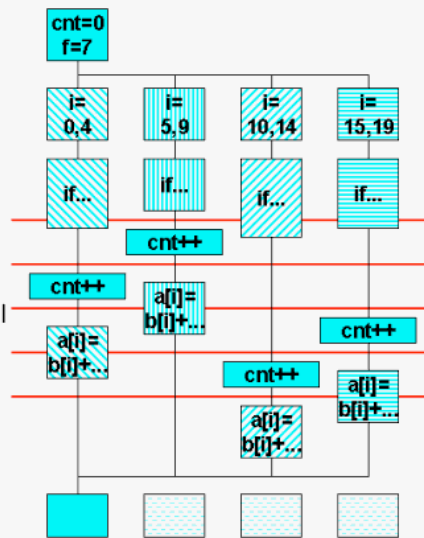 cnt=0
f=7
i=
0,4
i=
5,9
i=
10,14
i=
15,19
if...
if...
if...
if...
cnt++
cnt++
a[i]=
b[i]+...
cnt++
a[i]=
b[i]+...
cnt++
a[i]=
b[i]+...
a[i]=
b[i]+...